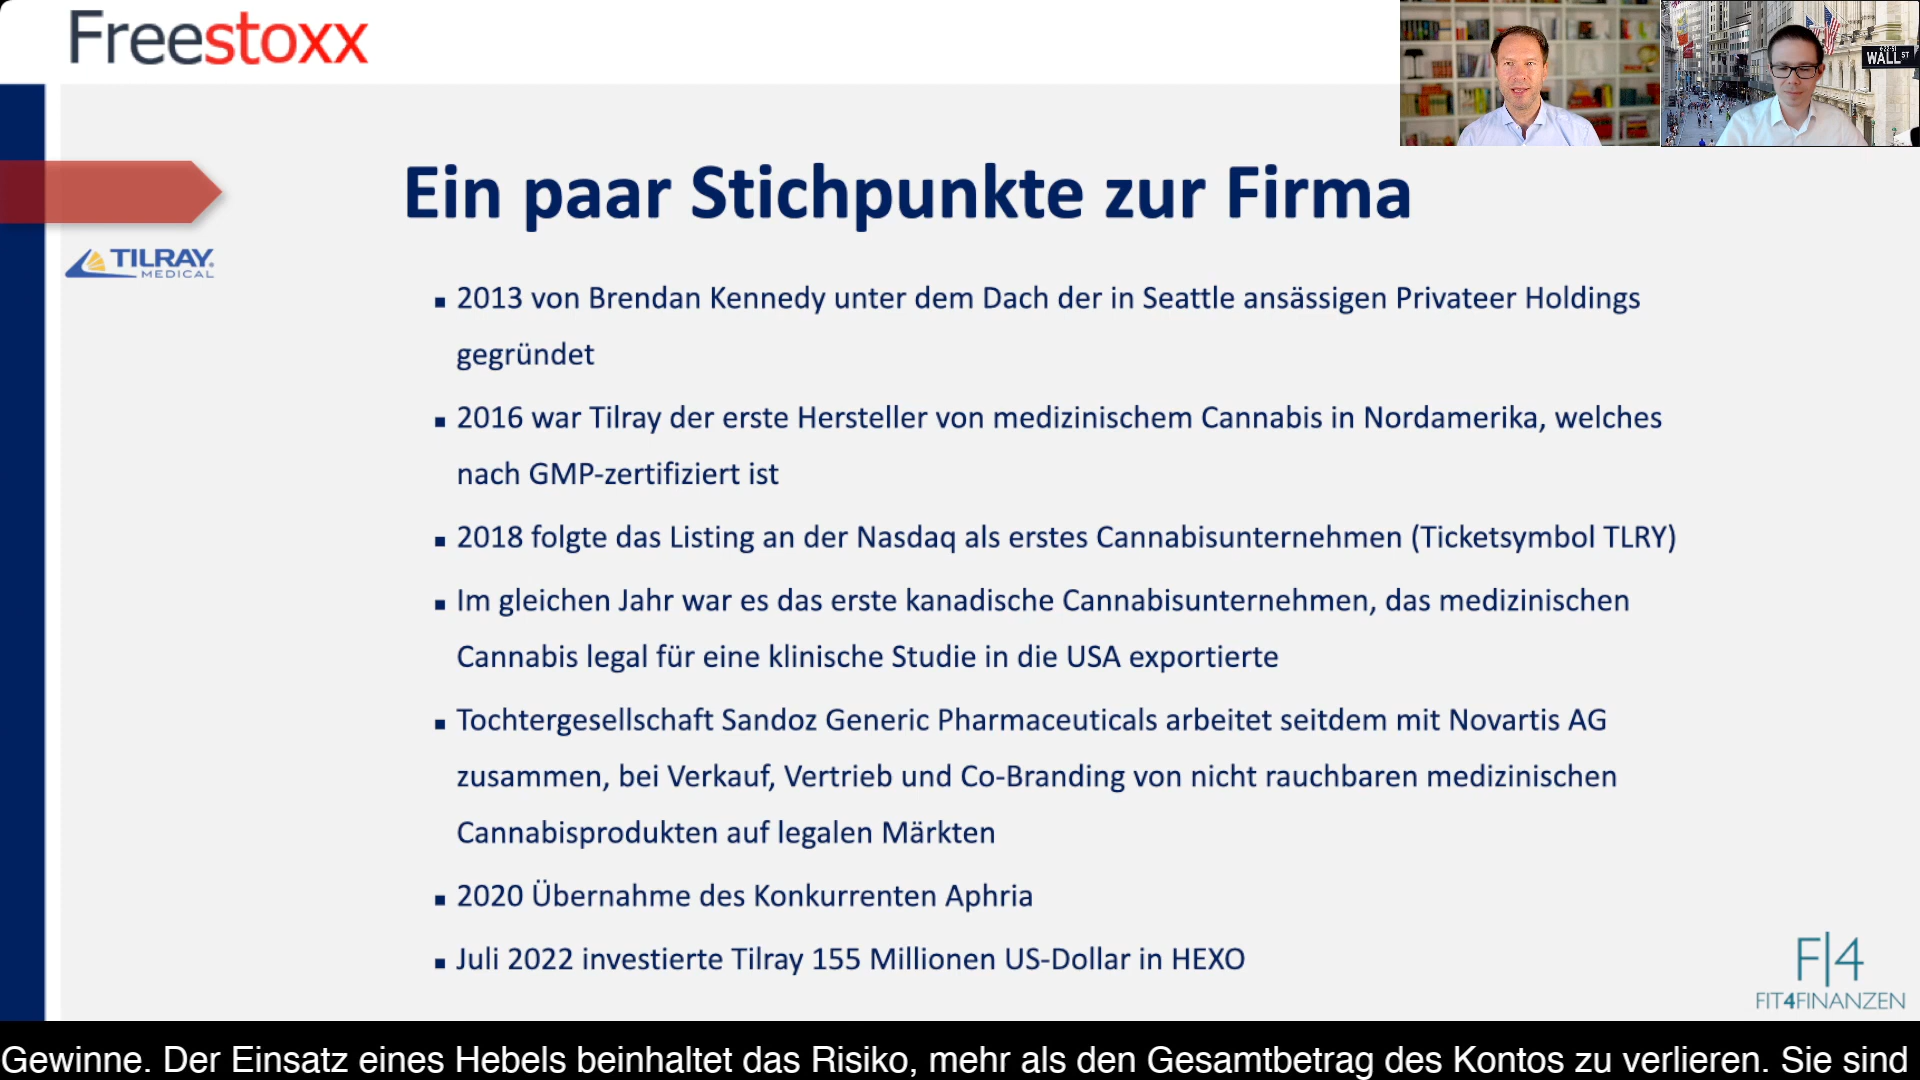 Freestoxx
WALL ST
TILRAY
MEDICAL
Ein paar Stichpunkte zur Firma
▪ 2013 von Brendan Kennedy unter dem Dach der in Seattle ansässigen Privateer Holdings
gegründet
▪ 2016 war Tilray der erste Hersteller von medizinischem Cannabis in Nordamerika, welches
nach GMP-zertifiziert ist
▪ 2018 folgte das Listing an der Nasdaq als erstes Cannabisunternehmen (Ticketsymbol TLRY)
▪ Im gleichen Jahr war es das erste kanadische Cannabisunternehmen, das medizinischen
Cannabis legal für eine klinische Studie in die USA exportierte
▪ Tochtergesellschaft Sandoz Generic Pharmaceuticals arbeitet seitdem mit Novartis AG
zusammen, bei Verkauf, Vertrieb und Co-Branding von nicht rauchbaren medizinischen
Cannabisprodukten auf legalen Märkten
▪ 2020 Übernahme des Konkurrenten Aphria
▪ Juli 2022 investierte Tilray 155 Millionen US-Dollar in HEXO
F|4
FIT4FINANZEN
Gewinne. Der Einsatz eines Hebels beinhaltet das Risiko, mehr als den Gesamtbetrag des Kontos zu verlieren. Sie sind